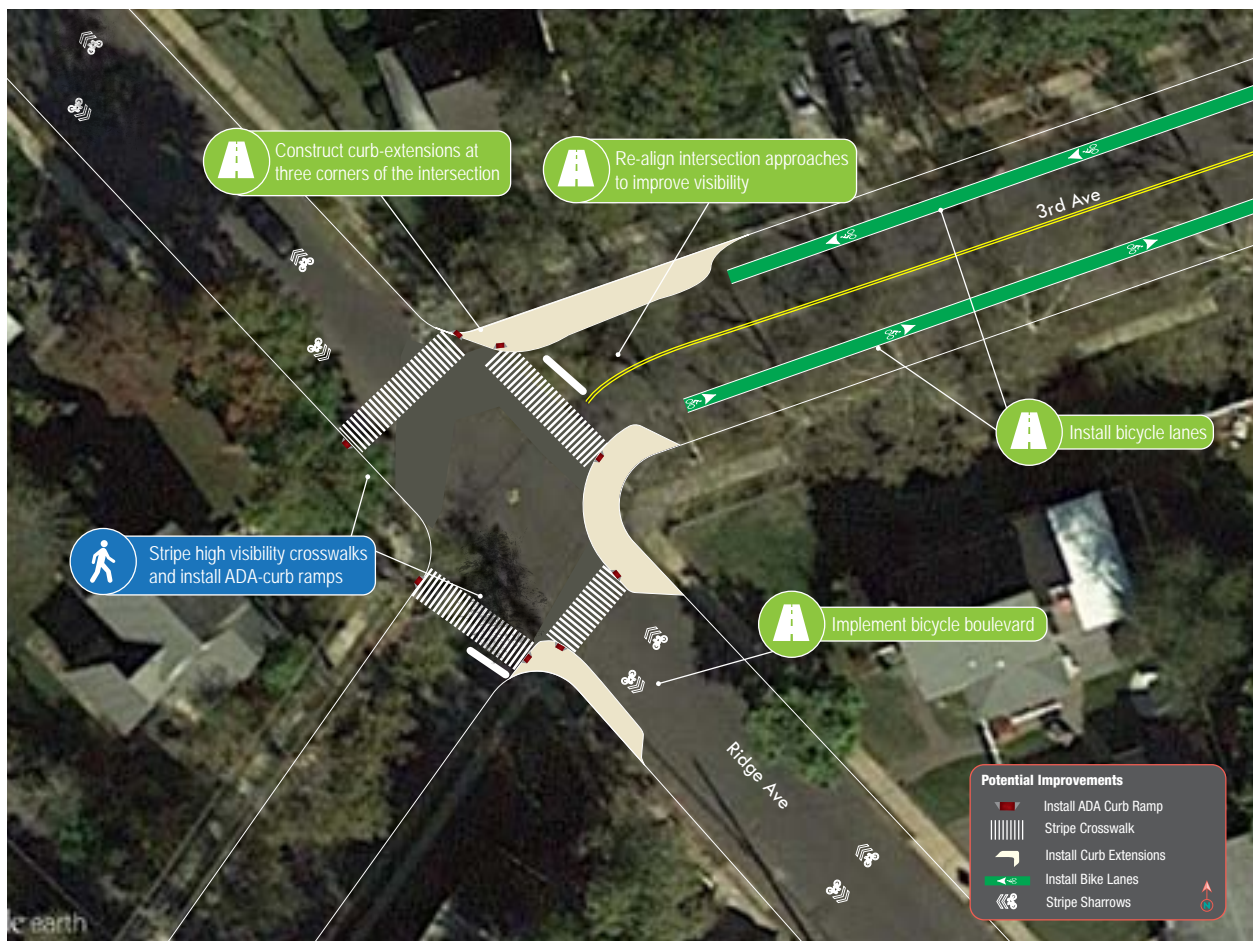 Construct curb-extensions at
three corners of the intersection
Re-align intersection approaches
to improve visibility
3rd Ave
Install bicycle lanes
Stripe high visibility crosswalks
and install ADA-curb ramps
Implement bicycle boulevard
Ridge Ave
Potential Improvements
Install ADA Curb Ramp
Stripe Crosswalk
Install Curb Extensions
Install Bike Lanes
Stripe Sharrows
N
earth